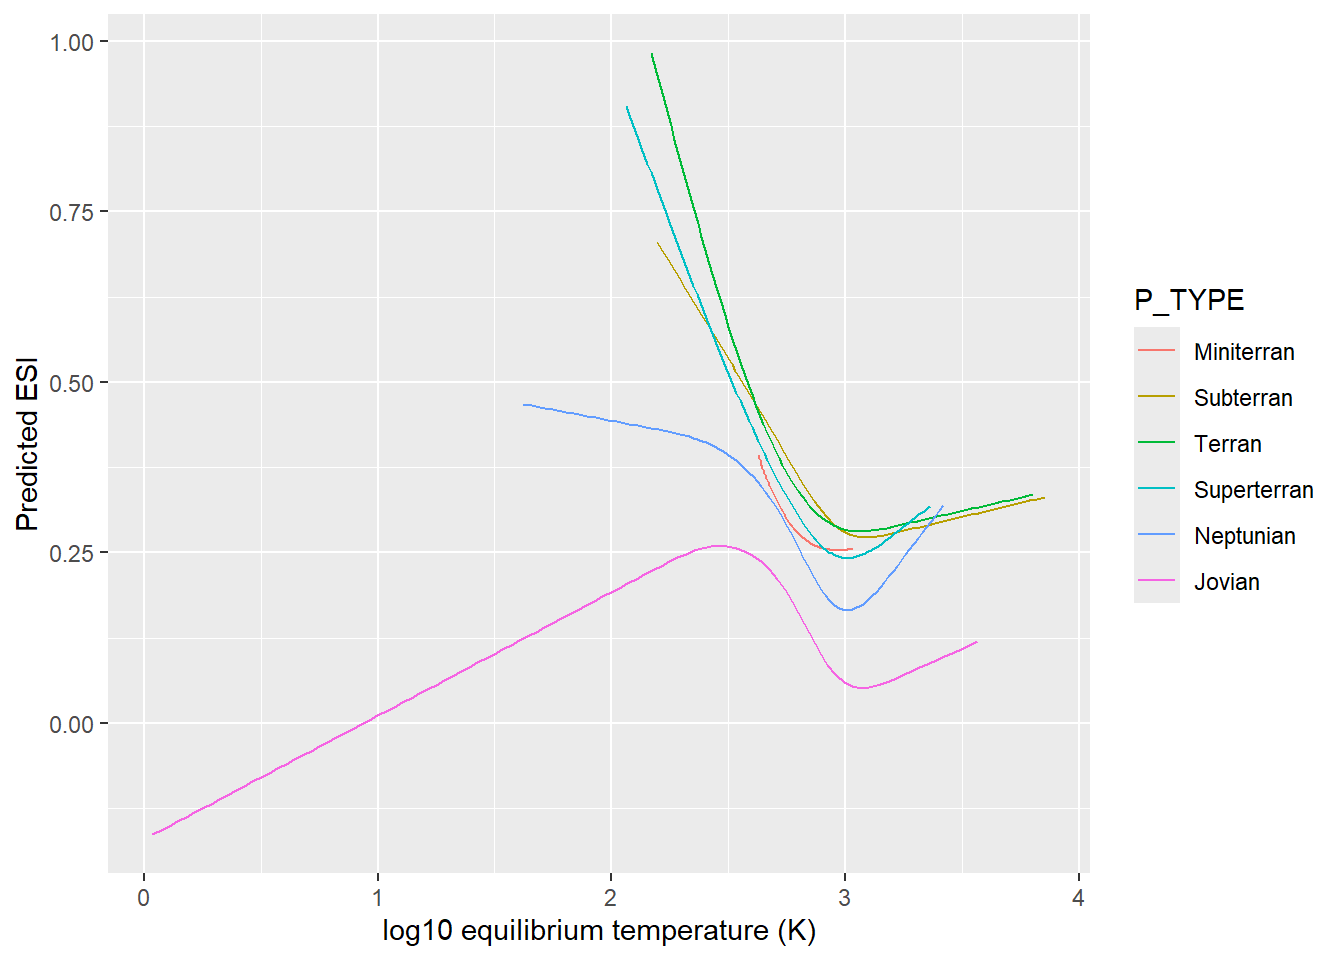 1.00
0.75
0.50
0.25
0.00
Predicted ESI
0
1
2
3
4
log10 equilibrium temperature (K)
P_TYPE
Miniterran
Subterran
Terran
Superterran
Neptunian
Jovian